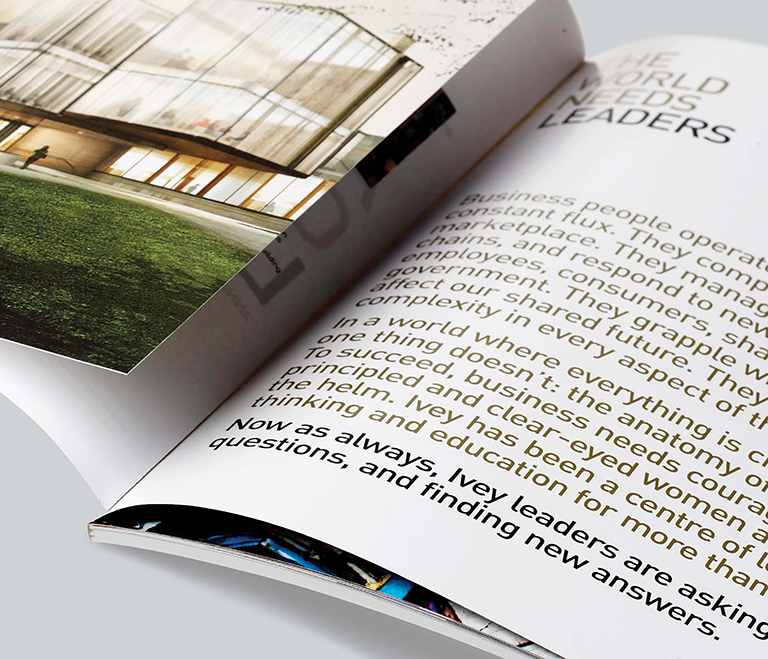 THE
WORLD
NEEDS
LEADERS
Business people operate
constant flux. They comp
marketplace. They manag
chains, and respond to new
employees, consumers, sha
government. They grapple w
affect our shared future. They
complexity in every aspect of th
In a world where everything is ch
one thing doesn't: the anatomy of
To succeed, business needs courag
principled and clear-eyed women a
the helm. Ivey has been a centre of l
thinking and education for more than
Now as always, Ivey leaders are asking
questions, and finding new answers.